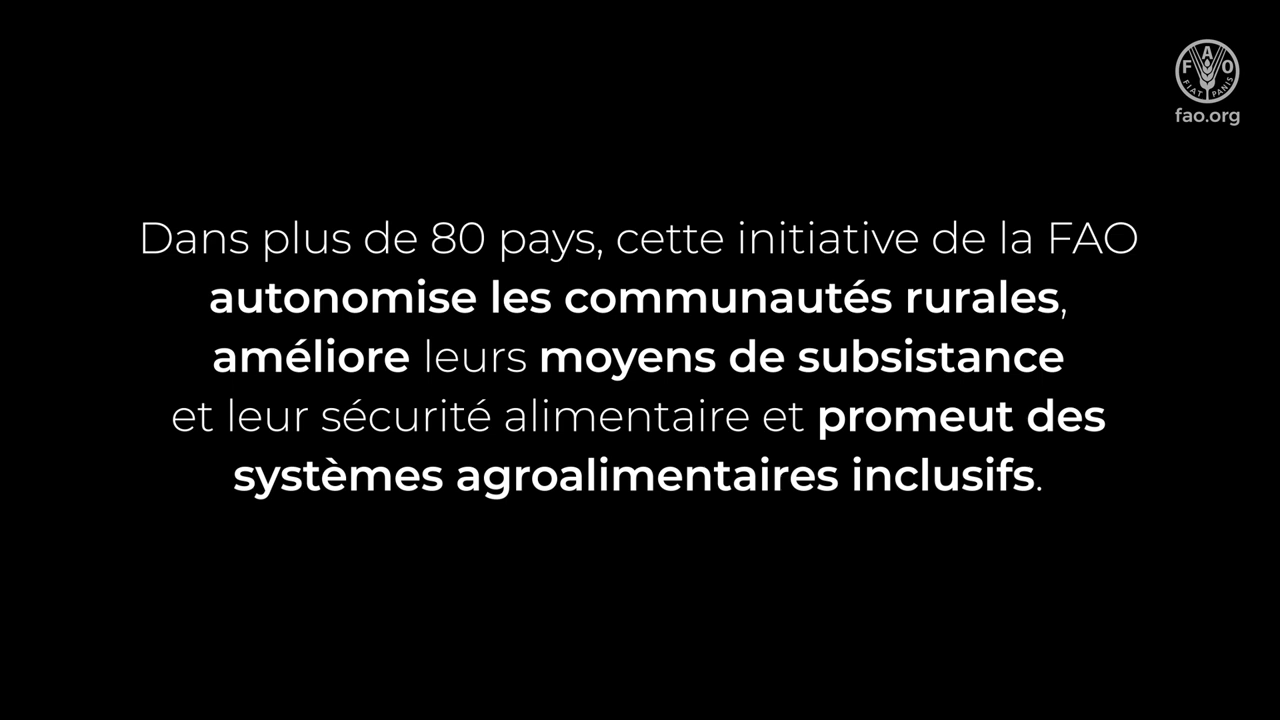 FAO
FIAT PANIS
fao.org
Dans plus de 80 pays, cette initiative de la FAO
autonomise les communautés rurales,
améliore leurs moyens de subsistance
et leur sécurité alimentaire et promeut des
systèmes agroalimentaires inclusifs.